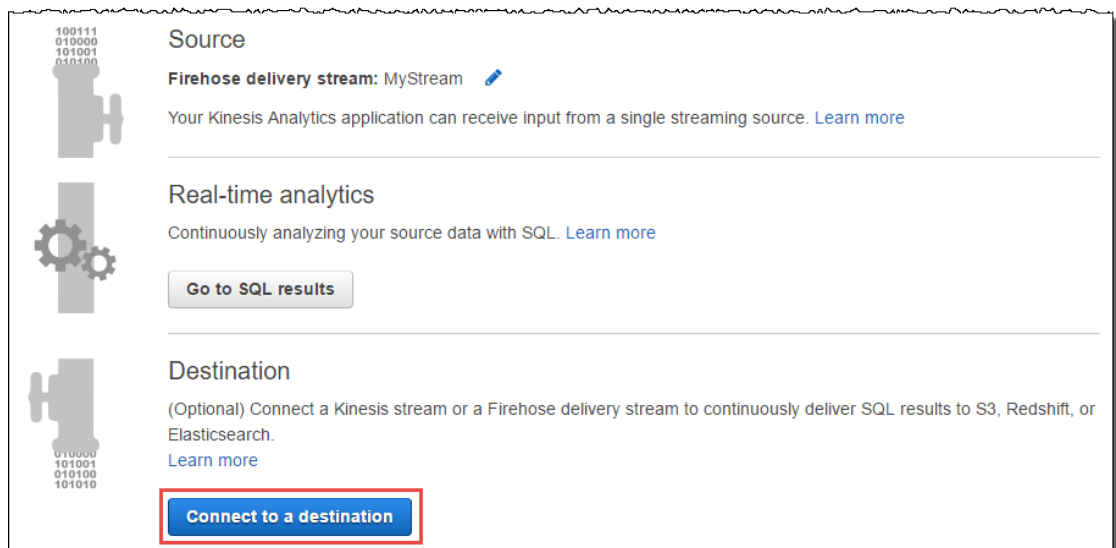 100111
010000
101001
010100
Source
Firehose delivery stream: MyStream
Your Kinesis Analytics application can receive input from a single streaming source. Learn more
Real-time analytics
Continuously analyzing your source data with SQL. Learn more
Go to SQL results
Destination
(Optional) Connect a Kinesis stream or a Firehose delivery stream to continuously deliver SQL results to S3, Redshift, or
Elasticsearch.
Learn more
010000
101001
010100
101010
Connect to a destination